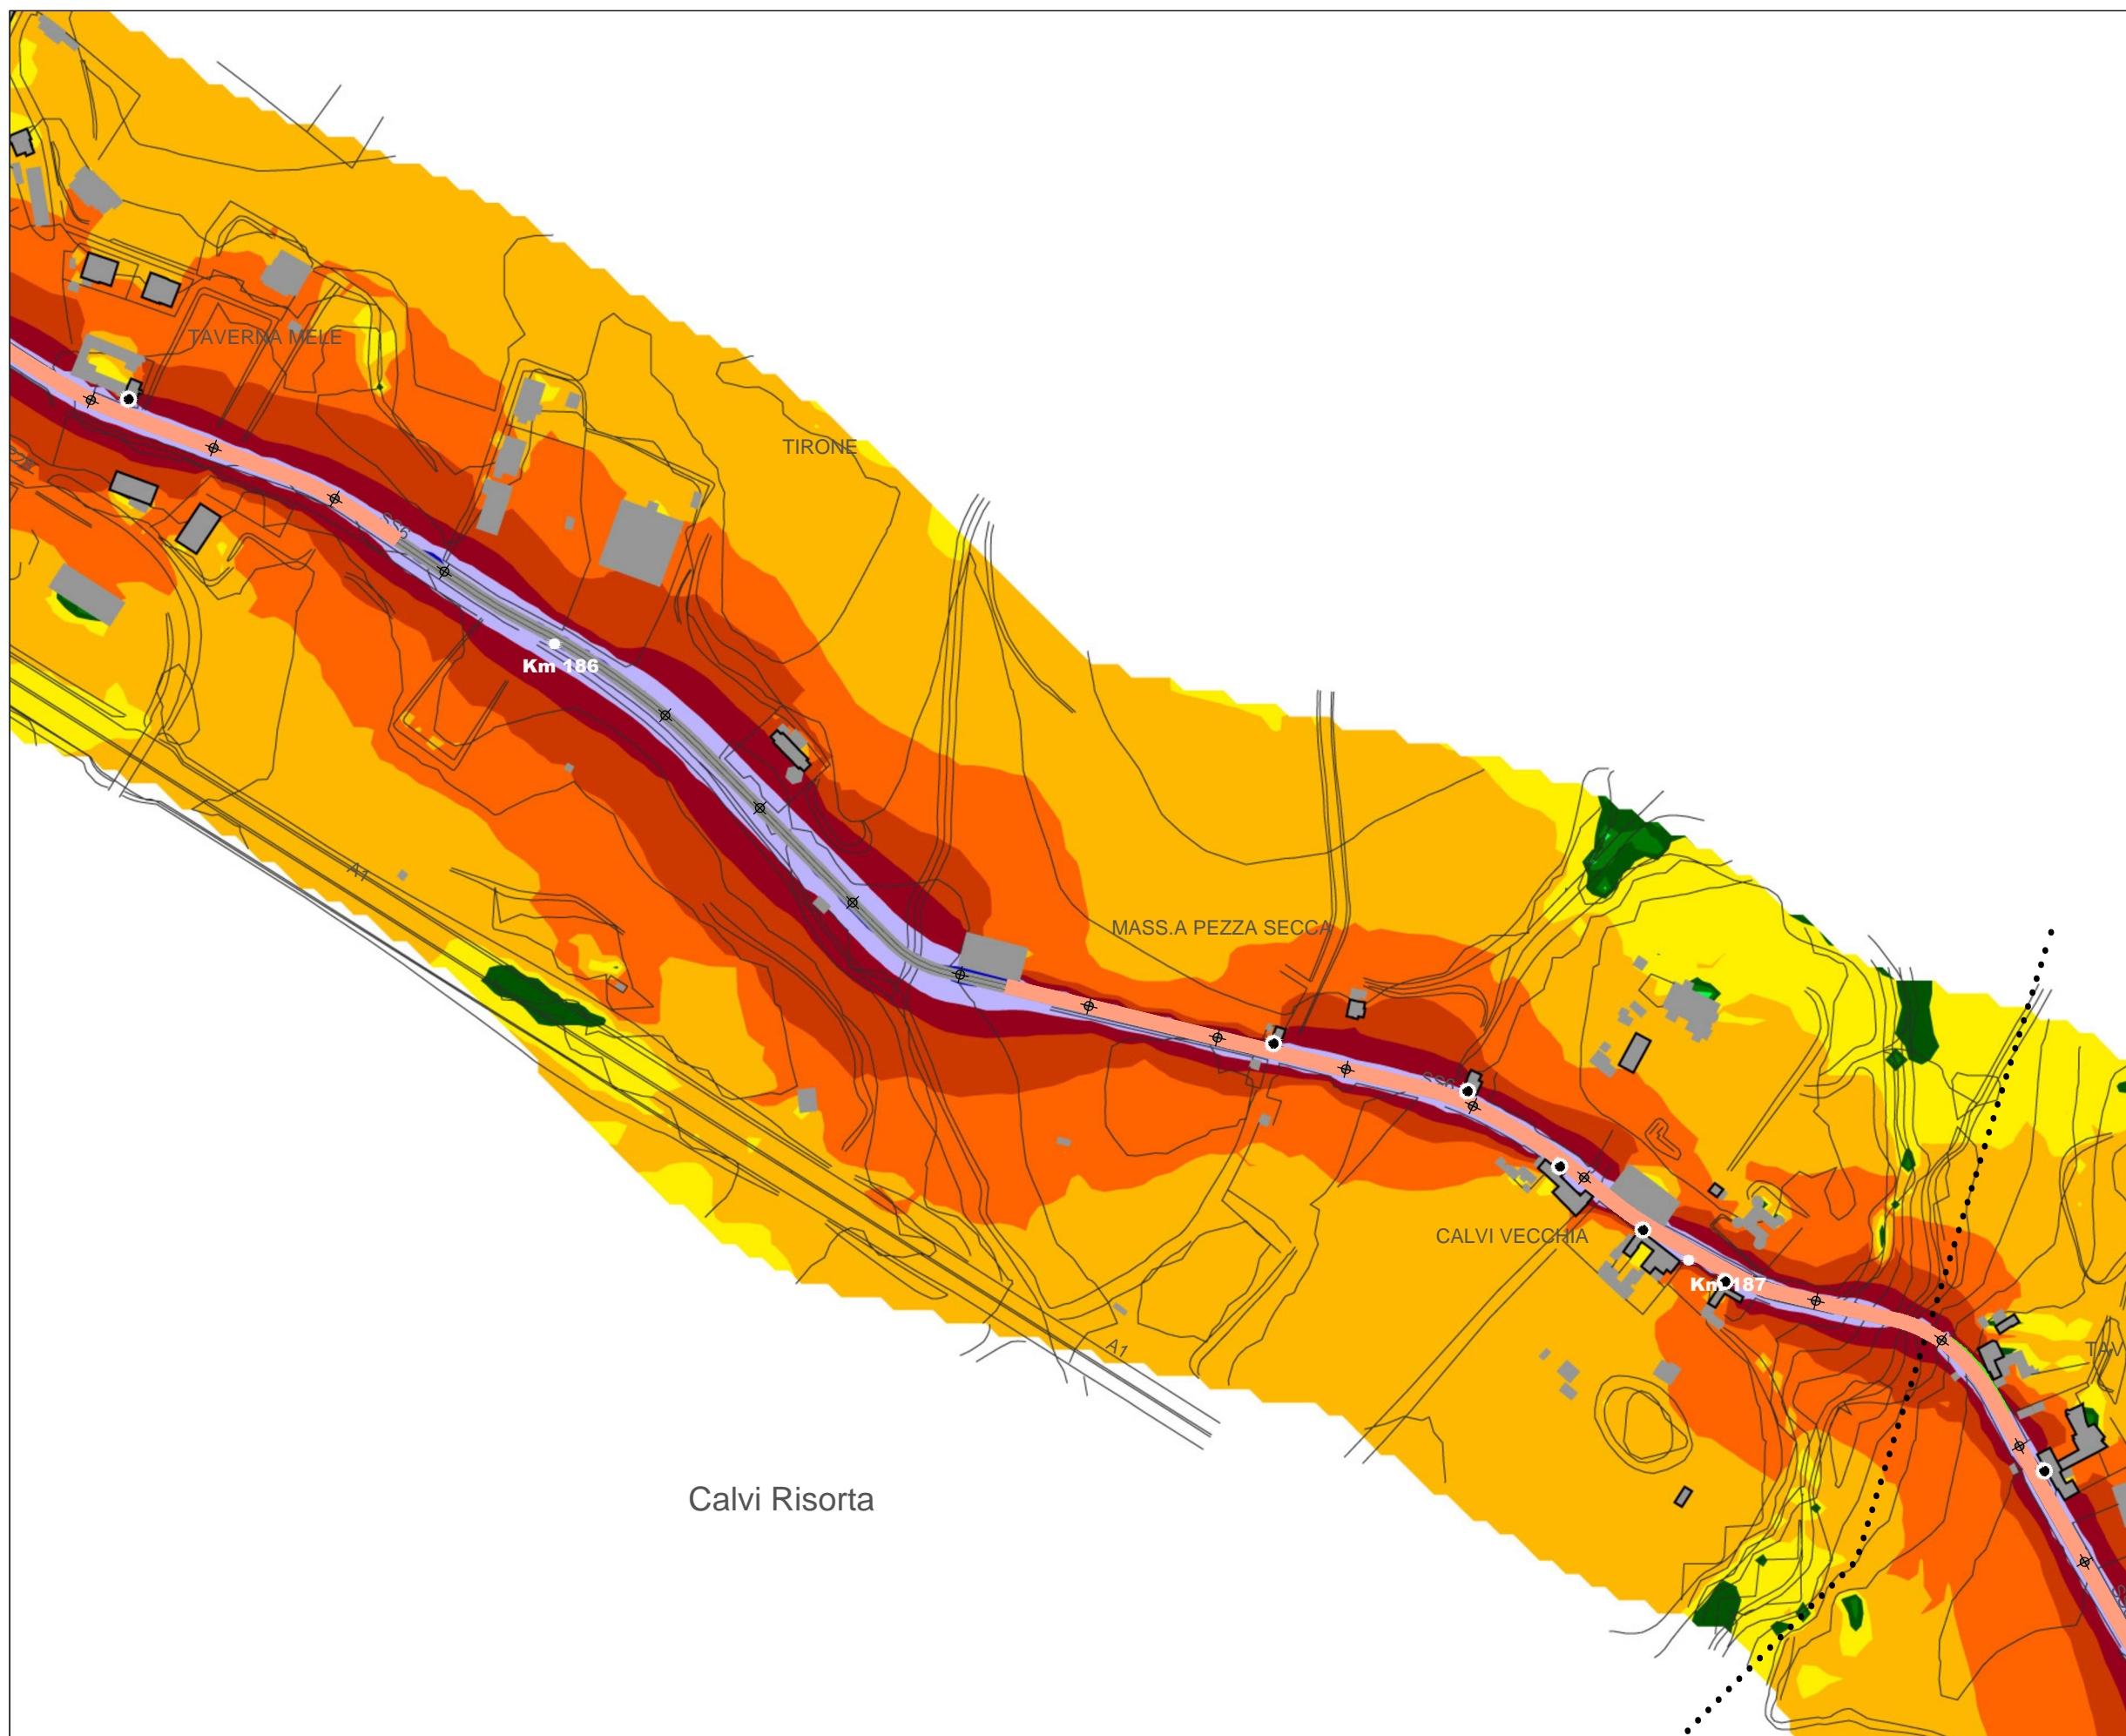 TAVERNA MELE
TIRONE
Km 186
A1
MASS.A PEZZA SECCA
CALVI VECCHIA
Km 187
A1
Calvi Risorta